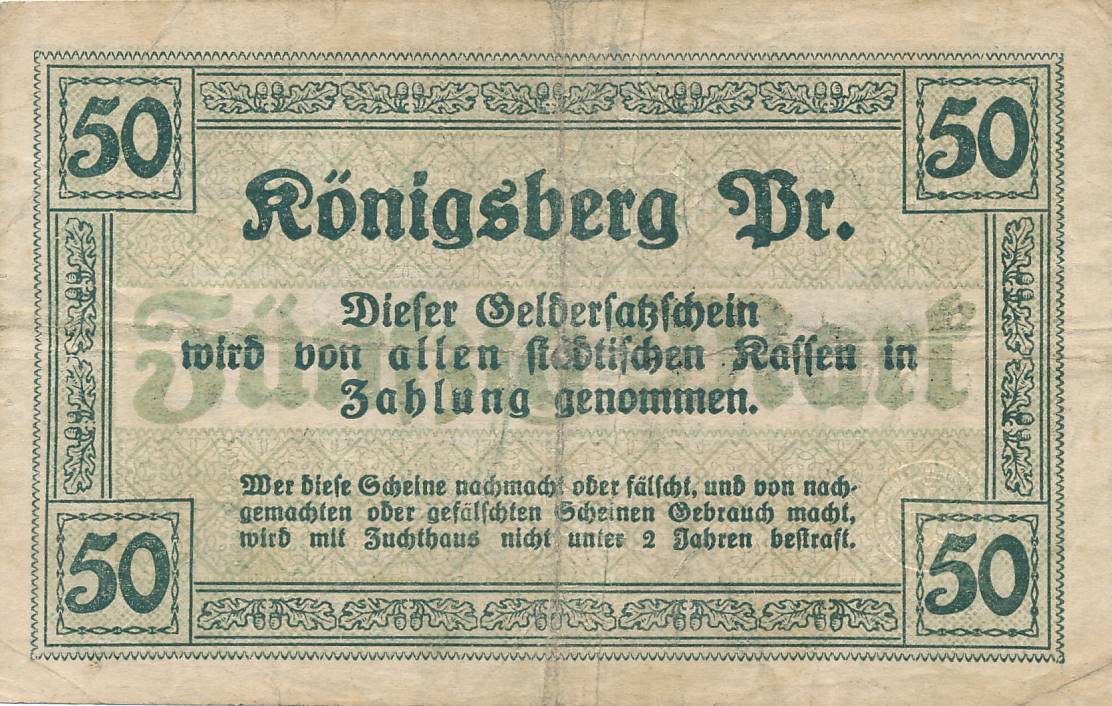 50 50
Königsberg Pr.
Fünfzig Mark
Dieser Geldersatzschein
wird von allen städtischen Kassen in
Zahlung genommen.
Wer diese Scheine nachmacht oder fälscht, und von nach-
gemachten oder gefälschten Scheinen Gebrauch macht,
wird mit Zuchthaus nicht unter 2 Jahren bestraft.
50 50